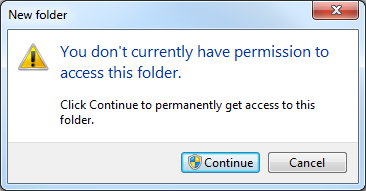 New folder
You don't currently have permission to
access this folder.
Click Continue to permanently get access to this
folder.
Continue
Cancel